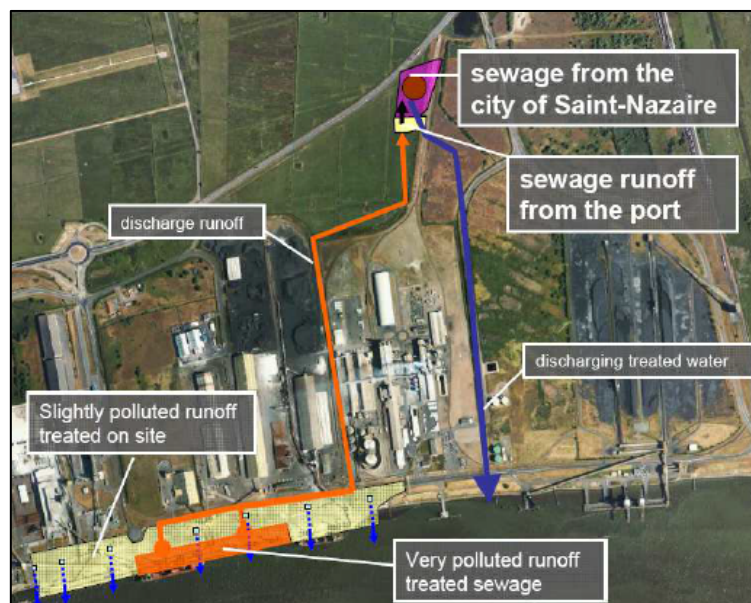 sewage from the
city of Saint-Nazaire
sewage runoff
from the port
discharge runoff
discharging treated water
Slightly polluted runoff
treated on site
Very polluted runoff
treated sewage